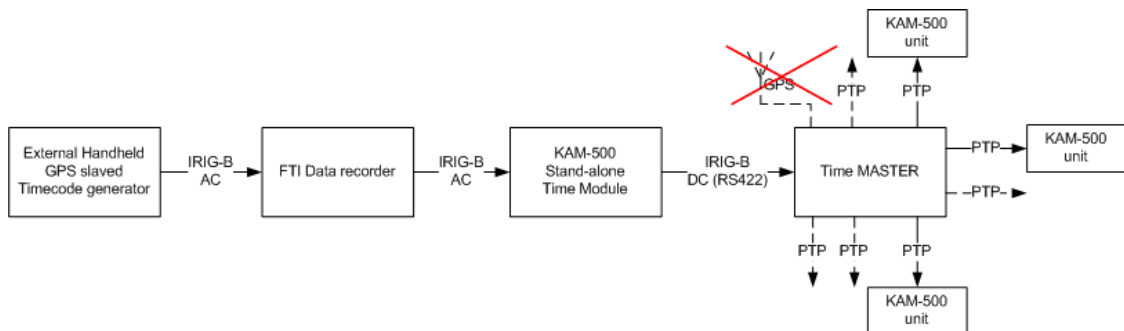 External Handheld
GPS slaved
Timecode generator
IRIG-B
AC
FTI Data recorder
IRIG-B
AC
KAM-500
Stand-alone
Time Module
IRIG-B
DC (RS422)
Time MASTER
GPS
PTP
PTP
KAM-500
unit
PTP
KAM-500
unit
PTP
PTP
PTP
PTP
KAM-500
unit